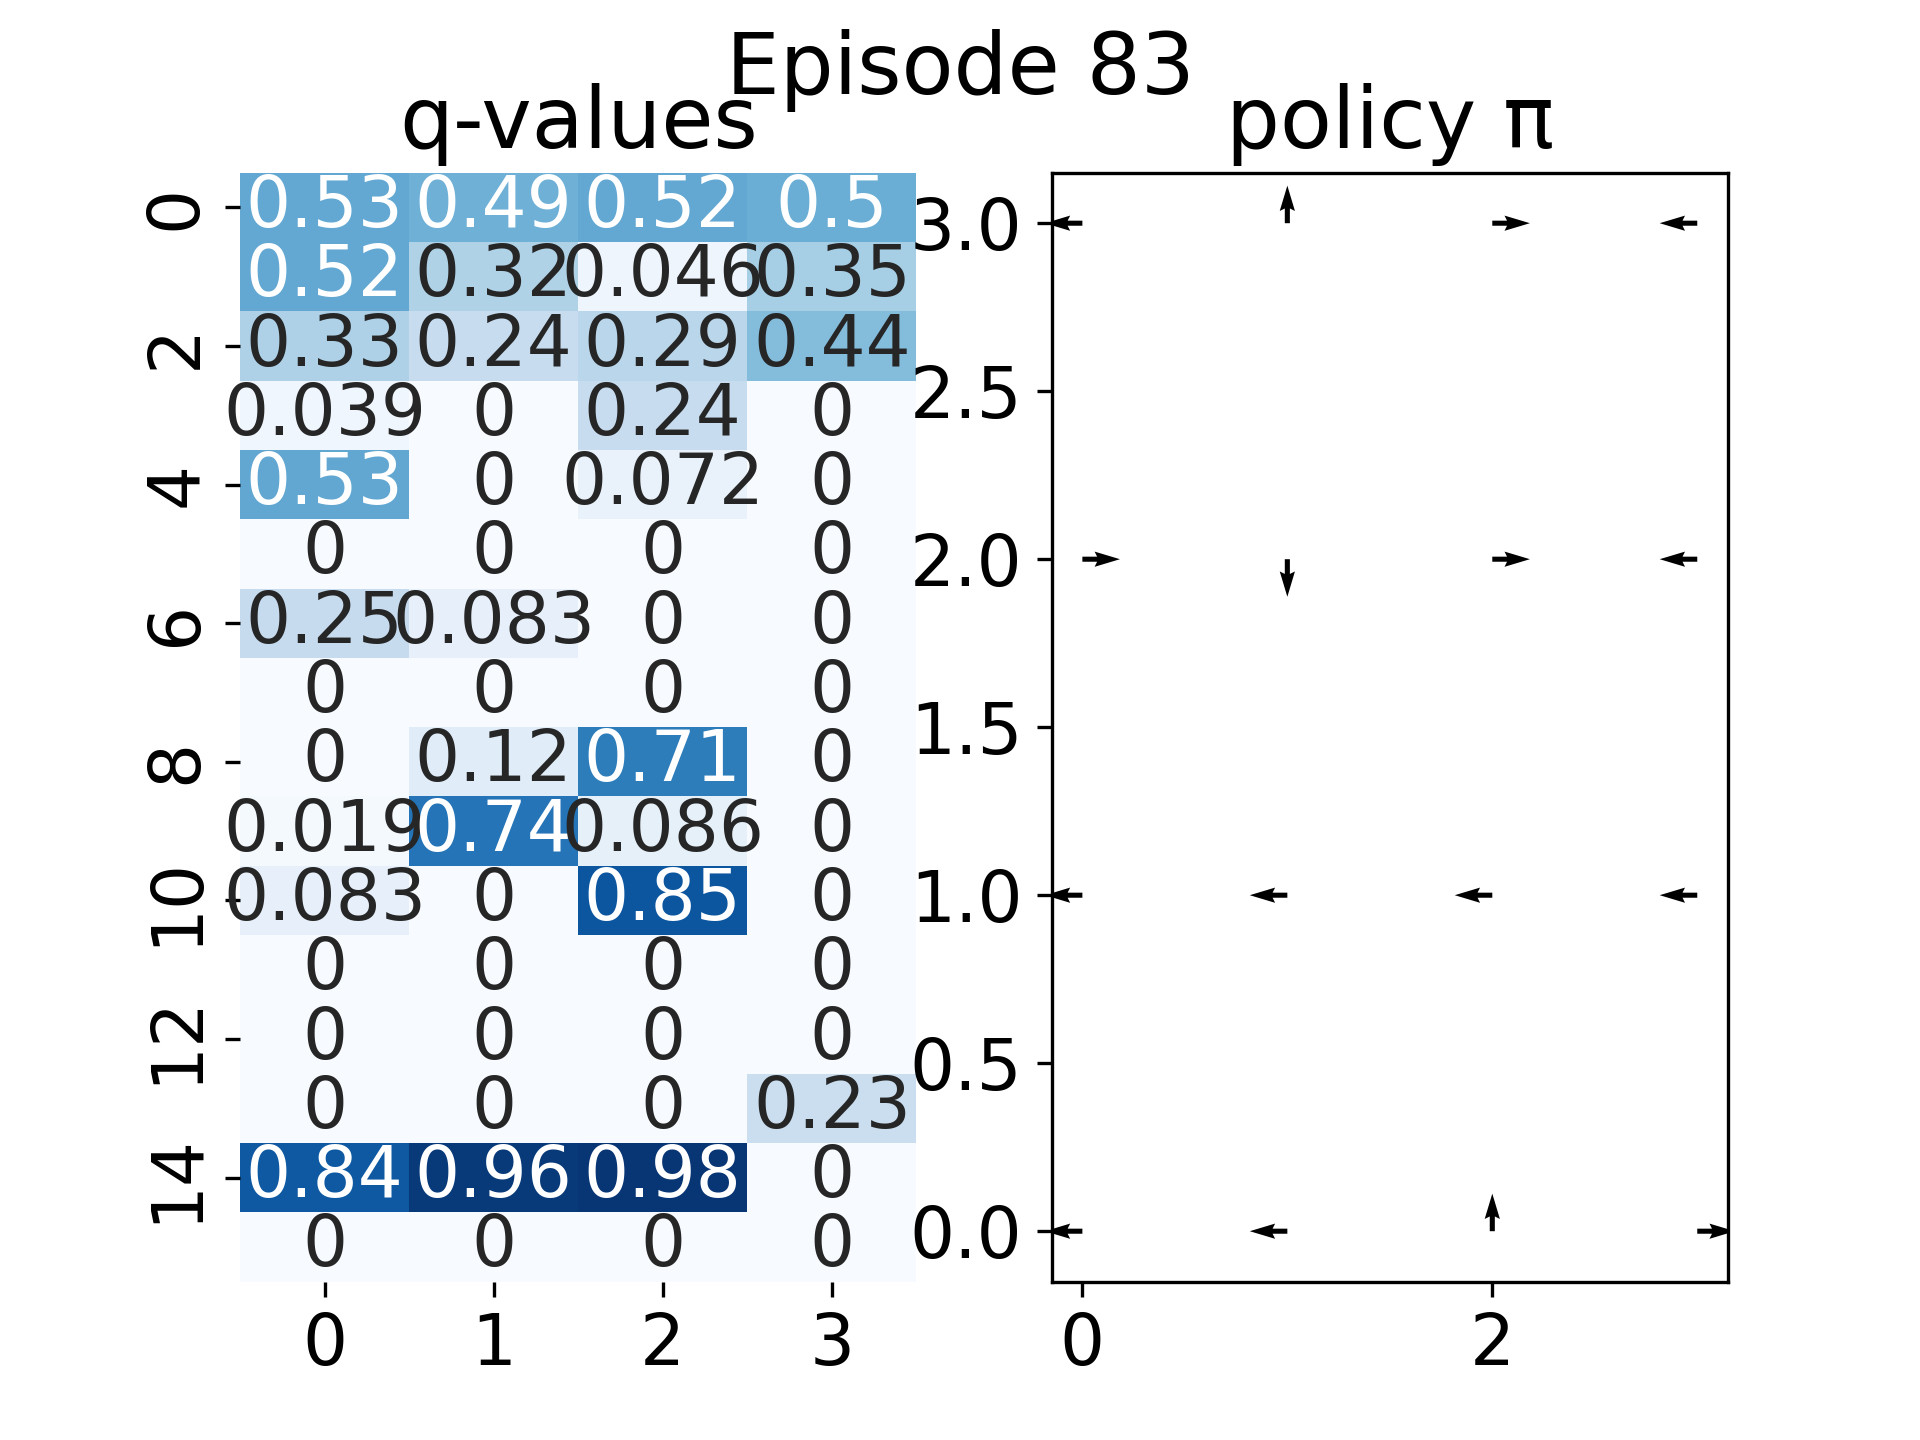 Episode 83
q-values
0 0.53 0.49 0.52 0.5
0.52 0.32 0.046 0.35
2 0.33 0.24 0.29 0.44
0.039 0 0.24 0
4 0.53 0 0.072 0
0 0 0 0
6 0.25 0.083 0 0
0 0 0 0
8 0 0.12 0.71 0
0.019 0.74 0.086 0
10 0.083 0 0.85 0
0 0 0 0
12 0 0 0 0
0 0 0 0.23
14 0.84 0.96 0.98 0
0 0 0 0
0 1 2 3
policy π
3.0
2.5
2.0
1.5
1.0
0.5
0.0
0 2